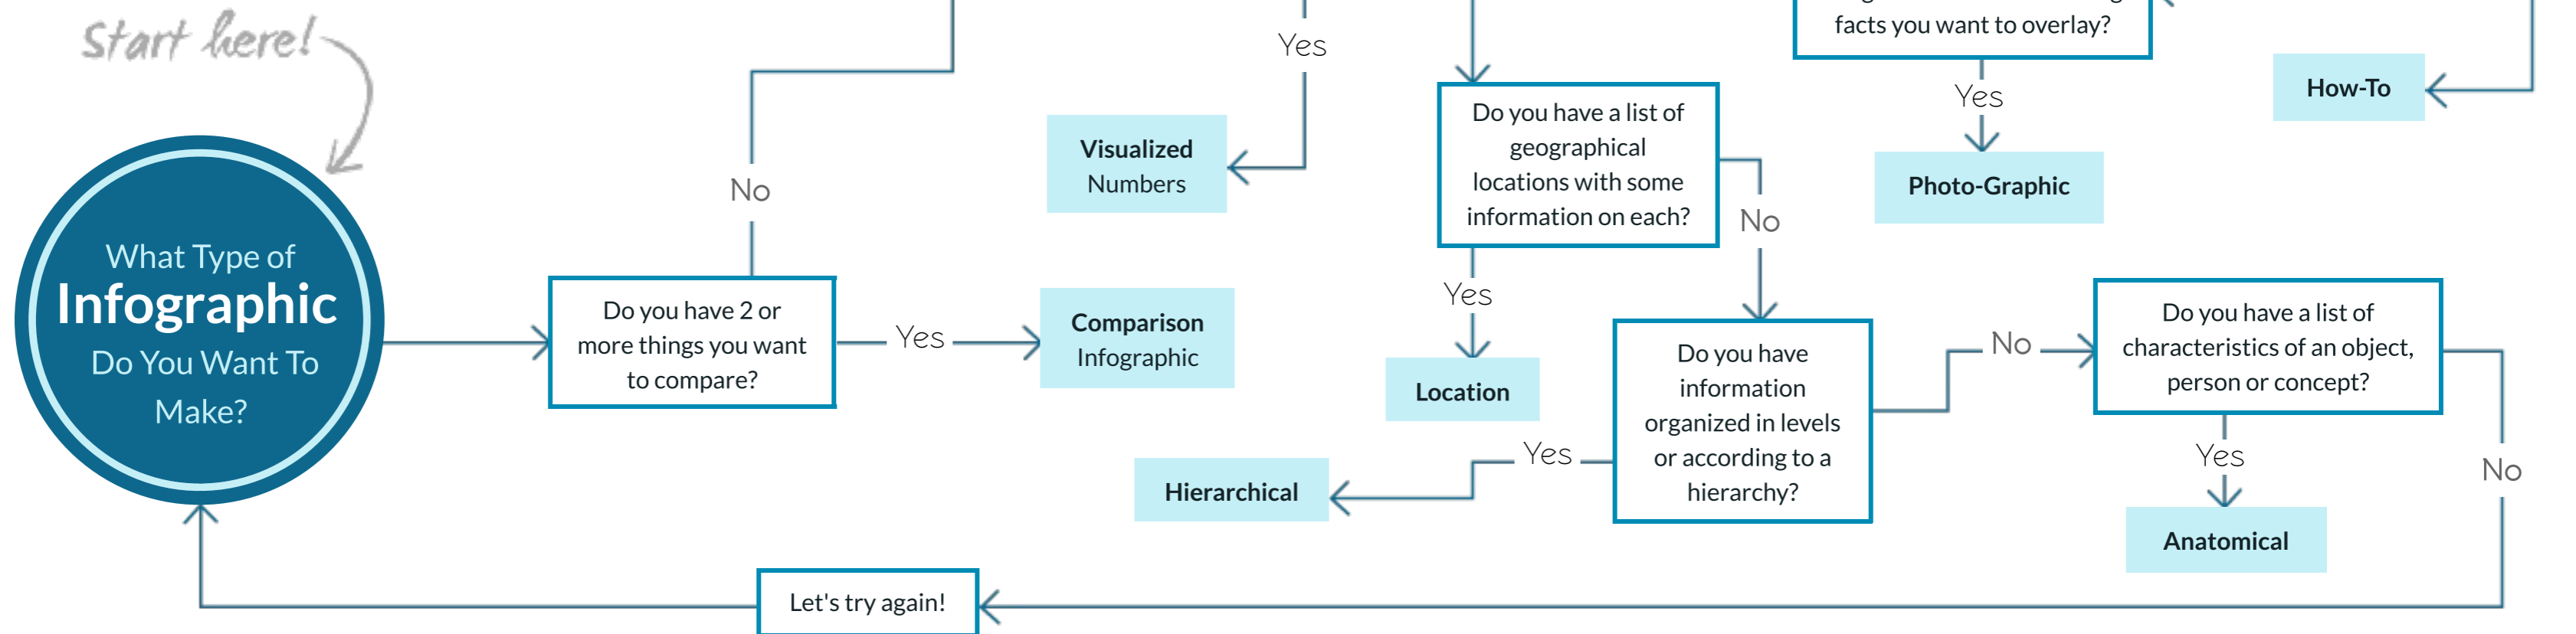 Start here!
What Type of
Infographic
Do You Want To
Make?
No
Do you have 2 or
more things you want
to compare?
Yes
Comparison
Infographic
Yes
Visualized
Numbers
Do you have a list of
geographical
locations with some
information on each?
Yes
Location
No
Do you have
information
organized in levels
or according to a
hierarchy?
Yes
Hierarchical
No
facts you want to overlay?
Yes
Photo-Graphic
How-To
Do you have a list of
characteristics of an object,
person or concept?
Yes
Anatomical
No
Let's try again!